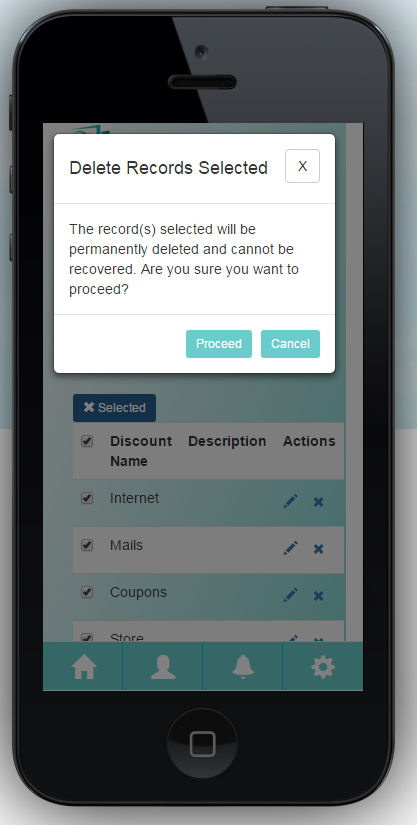 Delete Records Selected X
The record(s) selected will be
permanently deleted and cannot be
recovered. Are you sure you want to
proceed?
Proceed Cancel
Selected
Discount Description Actions
Name
Internet
Mails
Coupons
Store